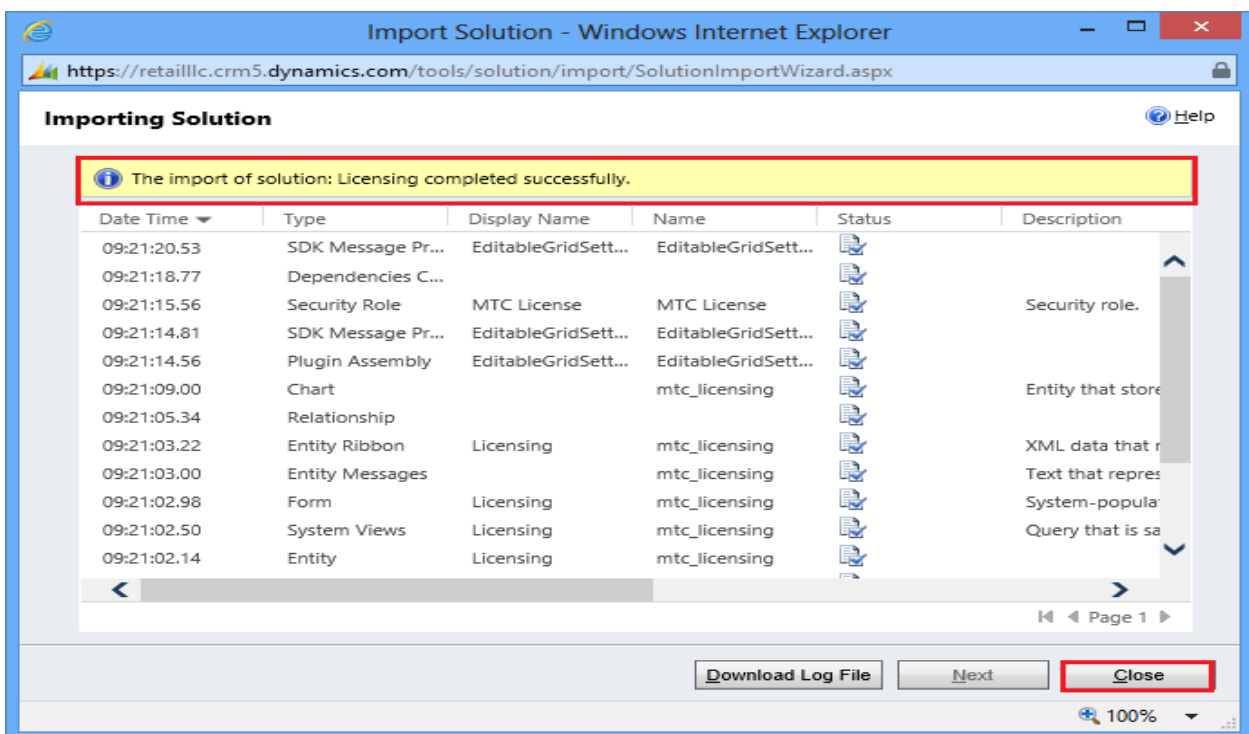 Import Solution - Windows Internet Explorer
https://retailllc.crm5.dynamics.com/tools/solution/import/SolutionImportWizard.aspx
Importing Solution Help
The import of solution: Licensing completed successfully.
Date Time Type Display Name Name Status Description
09:21:20.53 SDK Message Pr... EditableGridSett... EditableGridSett...
09:21:18.77 Dependencies C...
09:21:15.56 Security Role MTC License MTC License Security role.
09:21:14.81 SDK Message Pr... EditableGridSett... EditableGridSett...
09:21:14.56 Plugin Assembly EditableGridSett... EditableGridSett...
09:21:09.00 Chart mtc_licensing Entity that store
09:21:05.34 Relationship
09:21:03.22 Entity Ribbon Licensing mtc_licensing XML data that r
09:21:03.00 Entity Messages mtc_licensing Text that repres
09:21:02.98 Form Licensing mtc_licensing System-popula
09:21:02.50 System Views Licensing mtc_licensing Query that is sa
09:21:02.14 Entity Licensing mtc_licensing
Page 1
Download Log File Next Close
100%